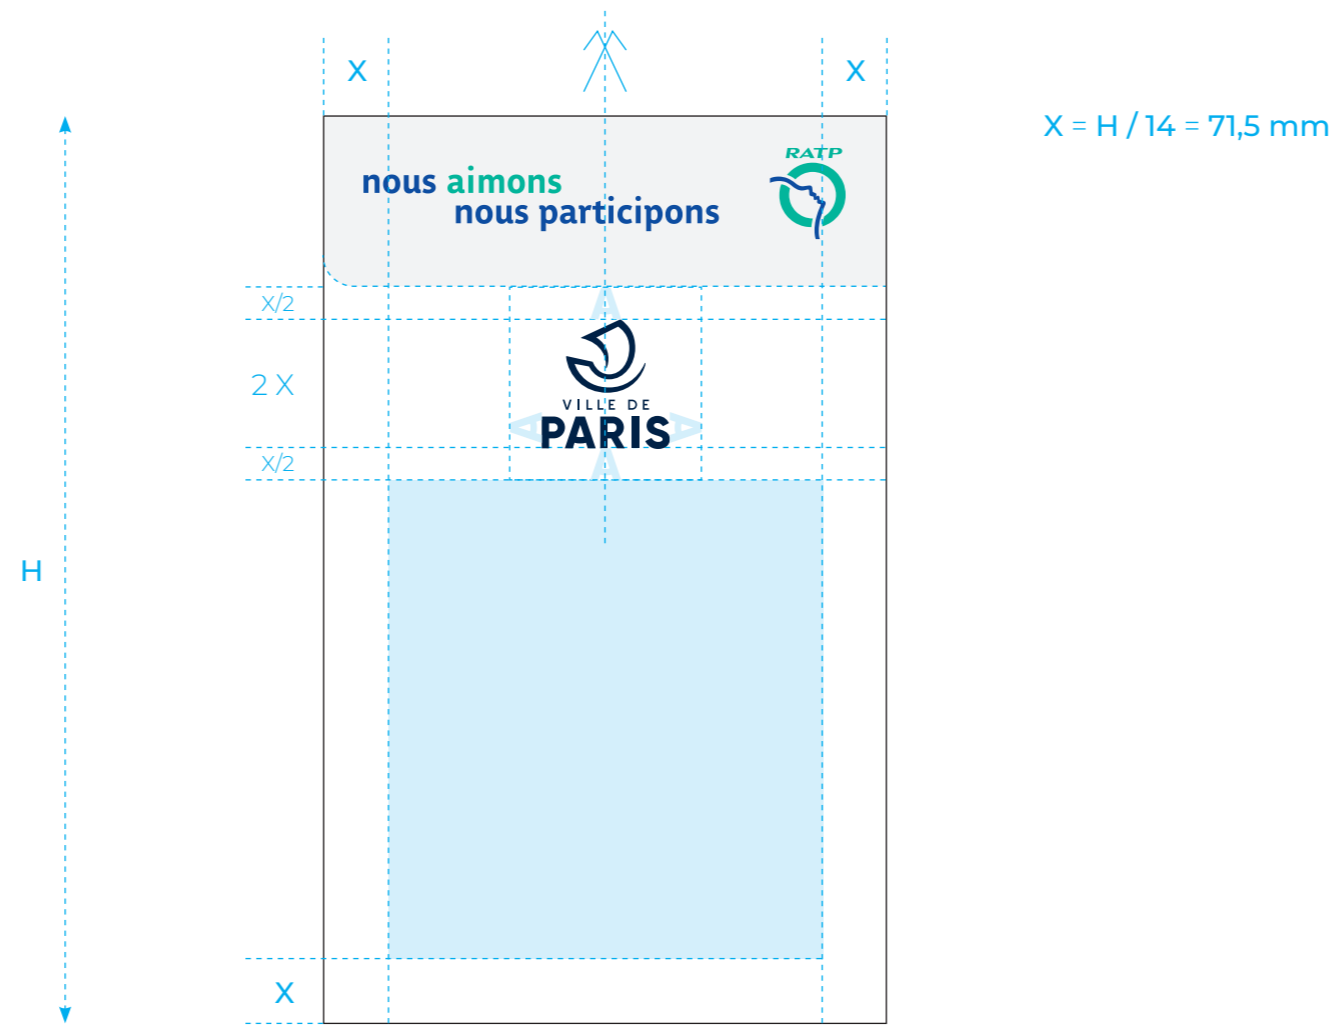 X
X
X = H / 14 = 71,5 mm
RATP
nous aimons
nous participons
X/2
2 X
VILLE DE
PARIS
X/2
H
X